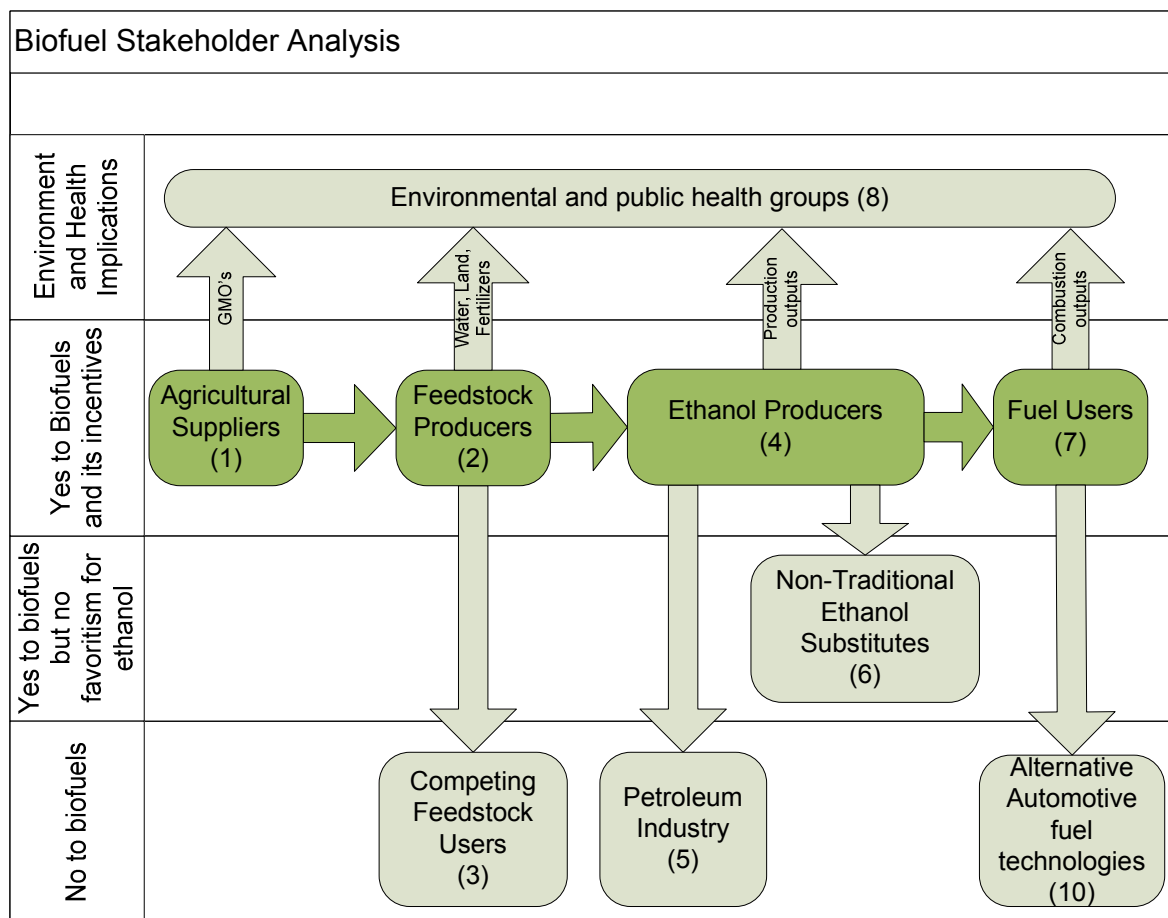 Biofuel Stakeholder Analysis
Environment
and Health
Implications
Environmental and public health groups (8)
GMO's
Water, Land,
Fertilizers
Production
outputs
Combustion
outputs
Yes to Biofuels
and its incentives
Agricultural
Suppliers
(1)
Feedstock
Producers
(2)
Ethanol Producers
(4)
Fuel Users
(7)
Yes to biofuels
but no
favoritism for
ethanol
Non-Traditional
Ethanol
Substitutes
(6)
No to biofuels
Competing
Feedstock
Users
(3)
Petroleum
Industry
(5)
Alternative
Automotive
fuel
technologies
(10)